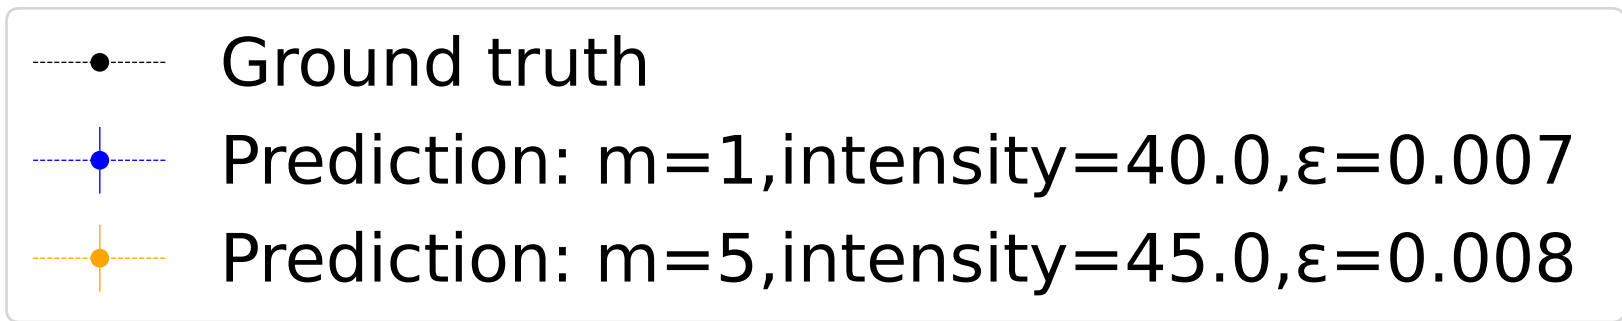 Ground truth
Prediction: m=1,intensity=40.0,ε=0.007
Prediction: m=5,intensity=45.0,ε=0.008